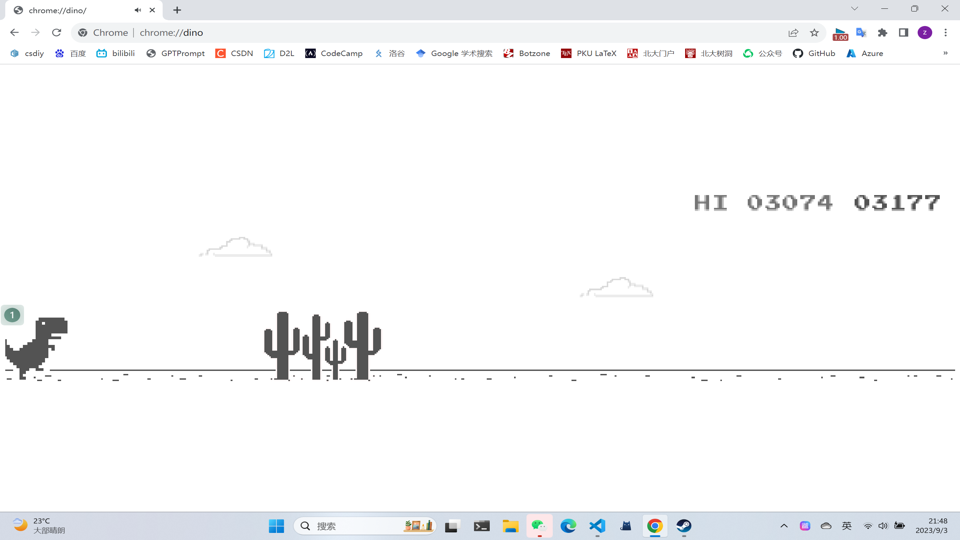 chrome://dino/
Chrome | chrome://dino
1.00
z
csdiy 百度 bilibili GPTPrompt CSDN D2L CodeCamp 洛谷 Google 学术搜索 Botzone PKU LaTeX 北大门户 北大树洞 公众号 GitHub Azure »
HI 03074 03177
1
23°C
大部晴朗
搜索
英
21:48
2023/9/3